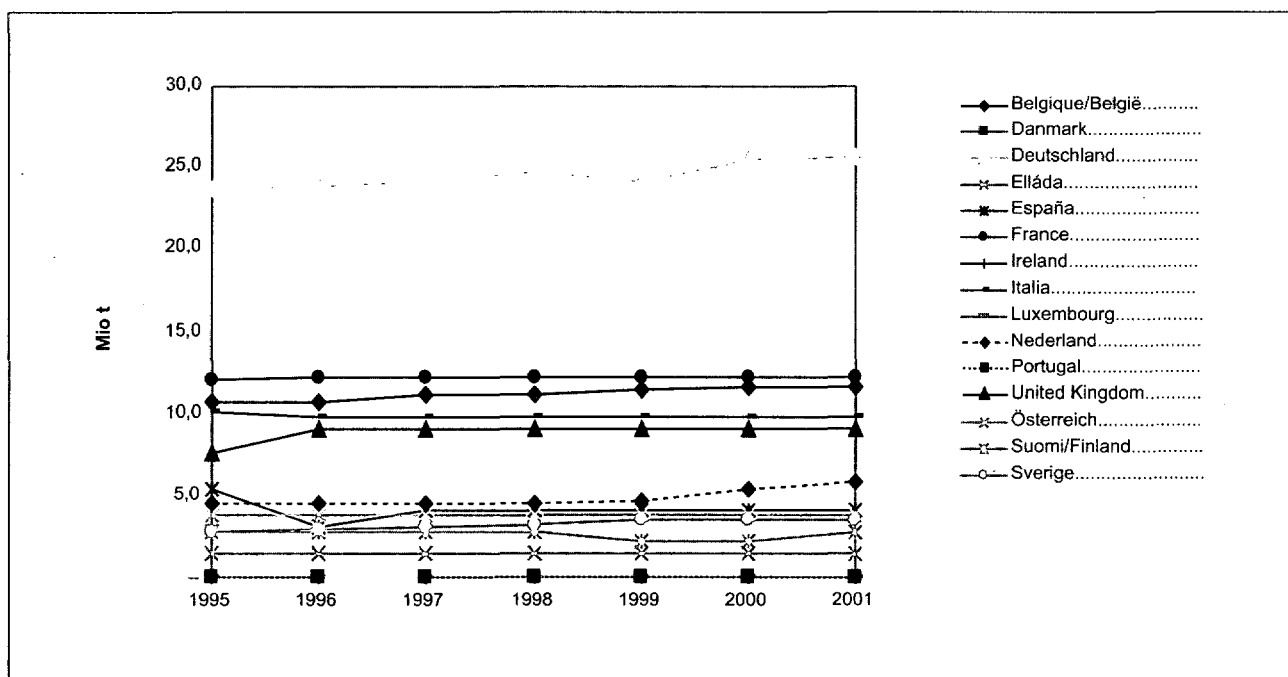 30,0
25,0
20,0
15,0
10,0
5,0
–
Mio t
1995 1996 1997 1998 1999 2000 2001
Belgique/België...........
Danmark.....................
Deutschland................
Elláda..........................
España........................
France.........................
Ireland.........................
Italia............................
Luxembourg................
Nederland...................
Portugal......................
United Kingdom...........
Österreich...................
Suomi/Finland.............
Sverige.......................